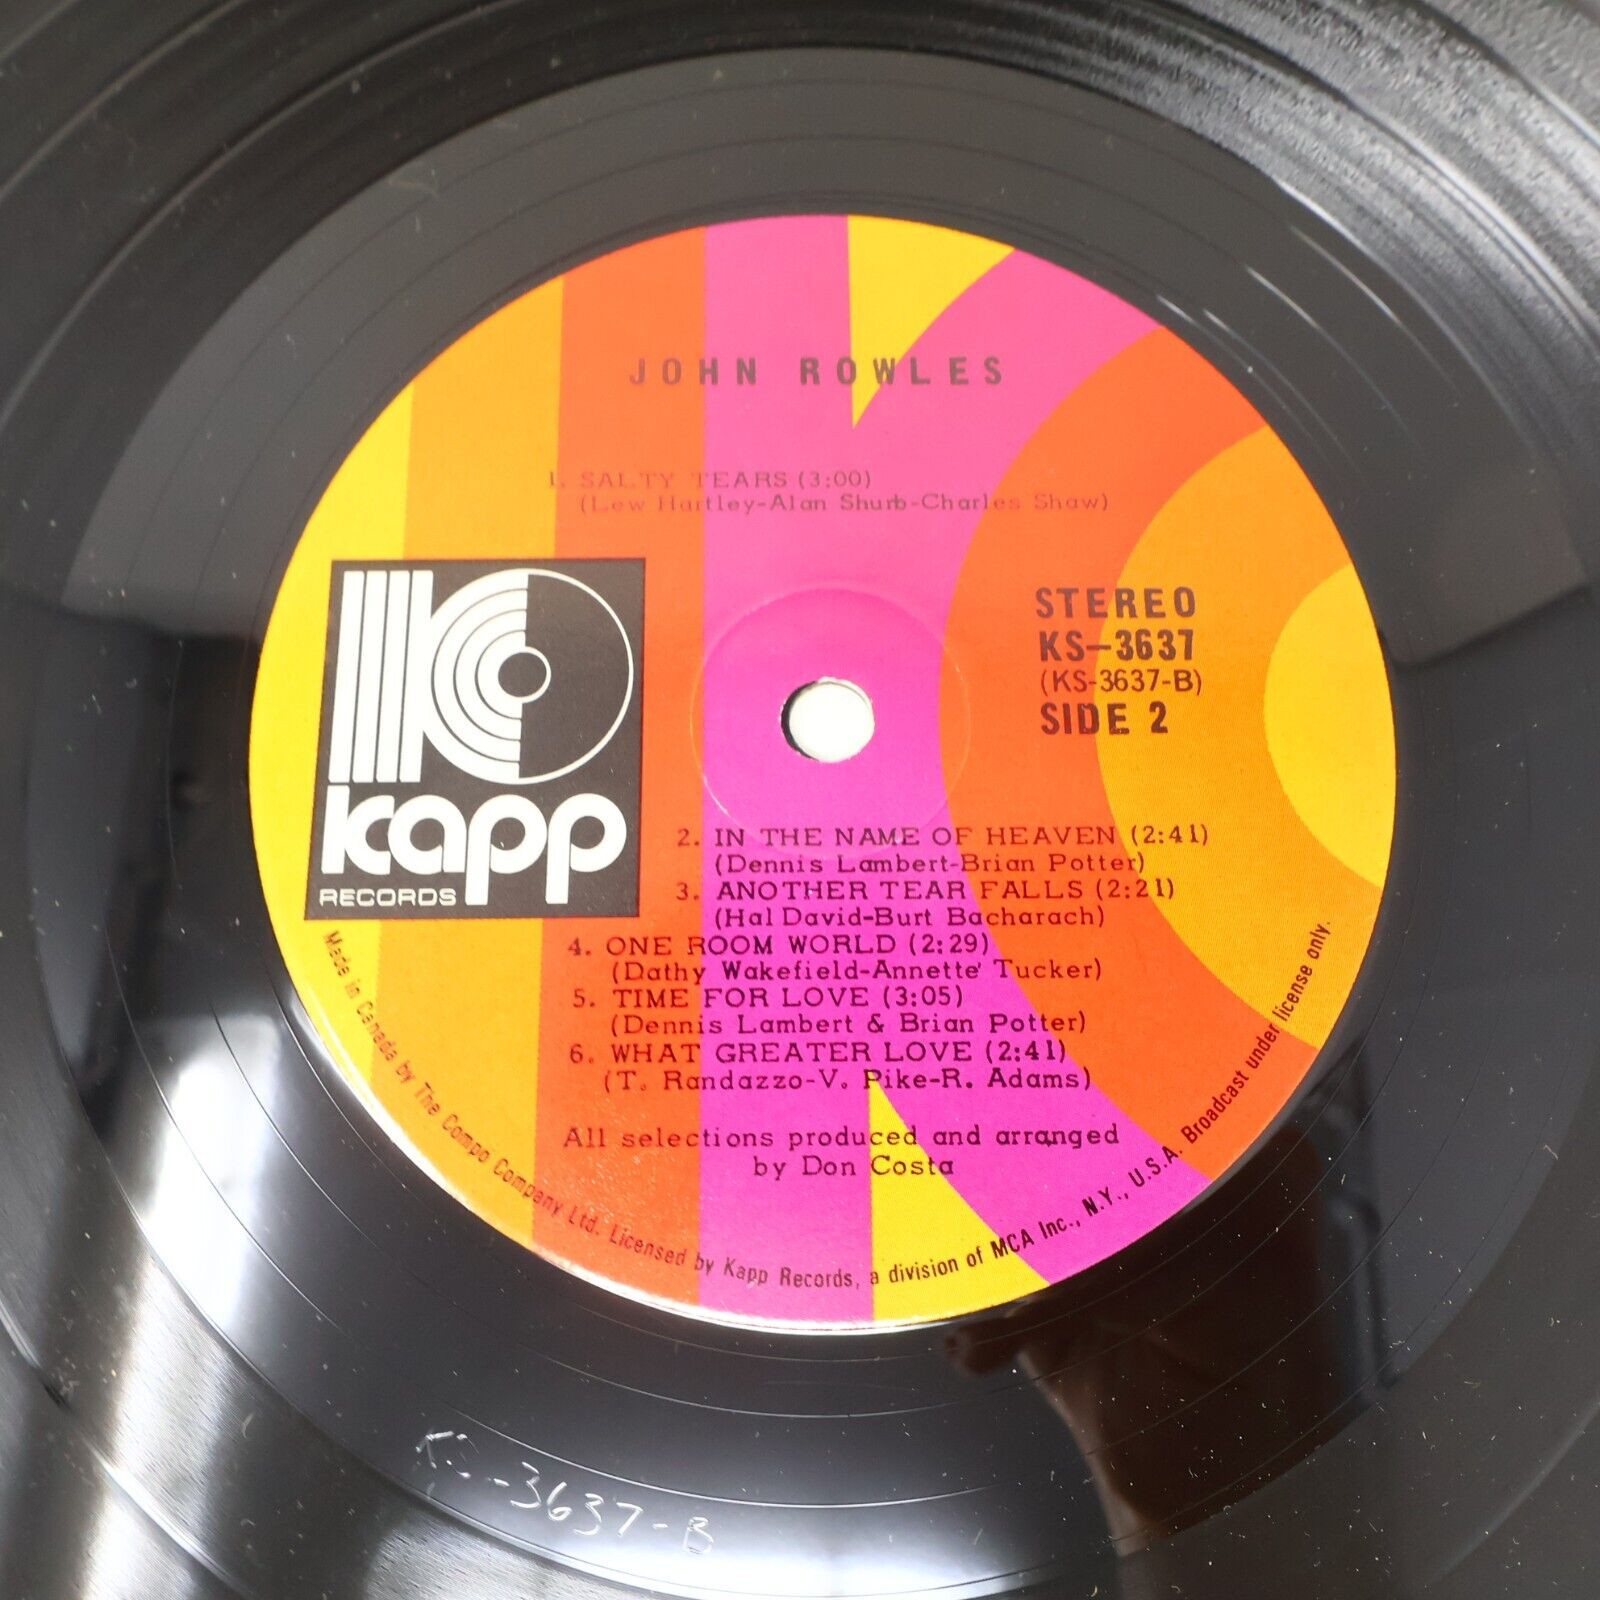 JOHN ROWLES
1. SALTY TEARS (3:00)
(Lew Hartley-Alan Shurb-Charles Shaw)
kapp
RECORDS
STEREO
KS-3637
(KS-3637-B)
SIDE 2
2. IN THE NAME OF HEAVEN (2:41)
(Dennis Lambert-Brian Potter)
3. ANOTHER TEAR FALLS (2:21)
(Hal David-Burt Bacharach)
4. ONE ROOM WORLD (2:29)
(Dathy Wakefield-Annette Tucker)
5. TIME FOR LOVE (3:05)
(Dennis Lambert & Brian Potter)
6. WHAT GREATER LOVE (2:41)
(T. Randazzo-V. Pike-R. Adams)
All selections produced and arranged
by Don Costa
Made in Canada by The Compo Company Ltd. Licensed by Kapp Records, a division of MCA Inc., N.Y., U.S.A. Broadcast under license only.
KS-3637-B